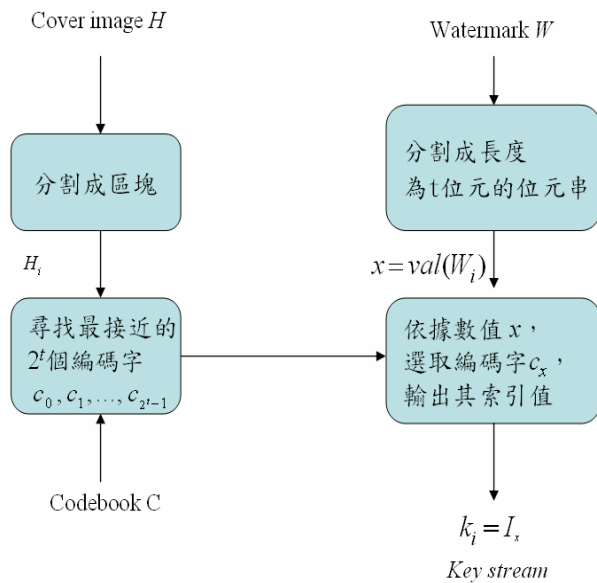 Cover image H
Watermark W
分割成區塊
分割成長度
為t位元的位元串
H_i
x = val(W_i)
尋找最接近的
2^t個編碼字
c_0, c_1, ..., c_{2^t-1}
依據數值 x,
選取編碼字c_x,
輸出其索引值
Codebook C
k_i = I_x
Key stream